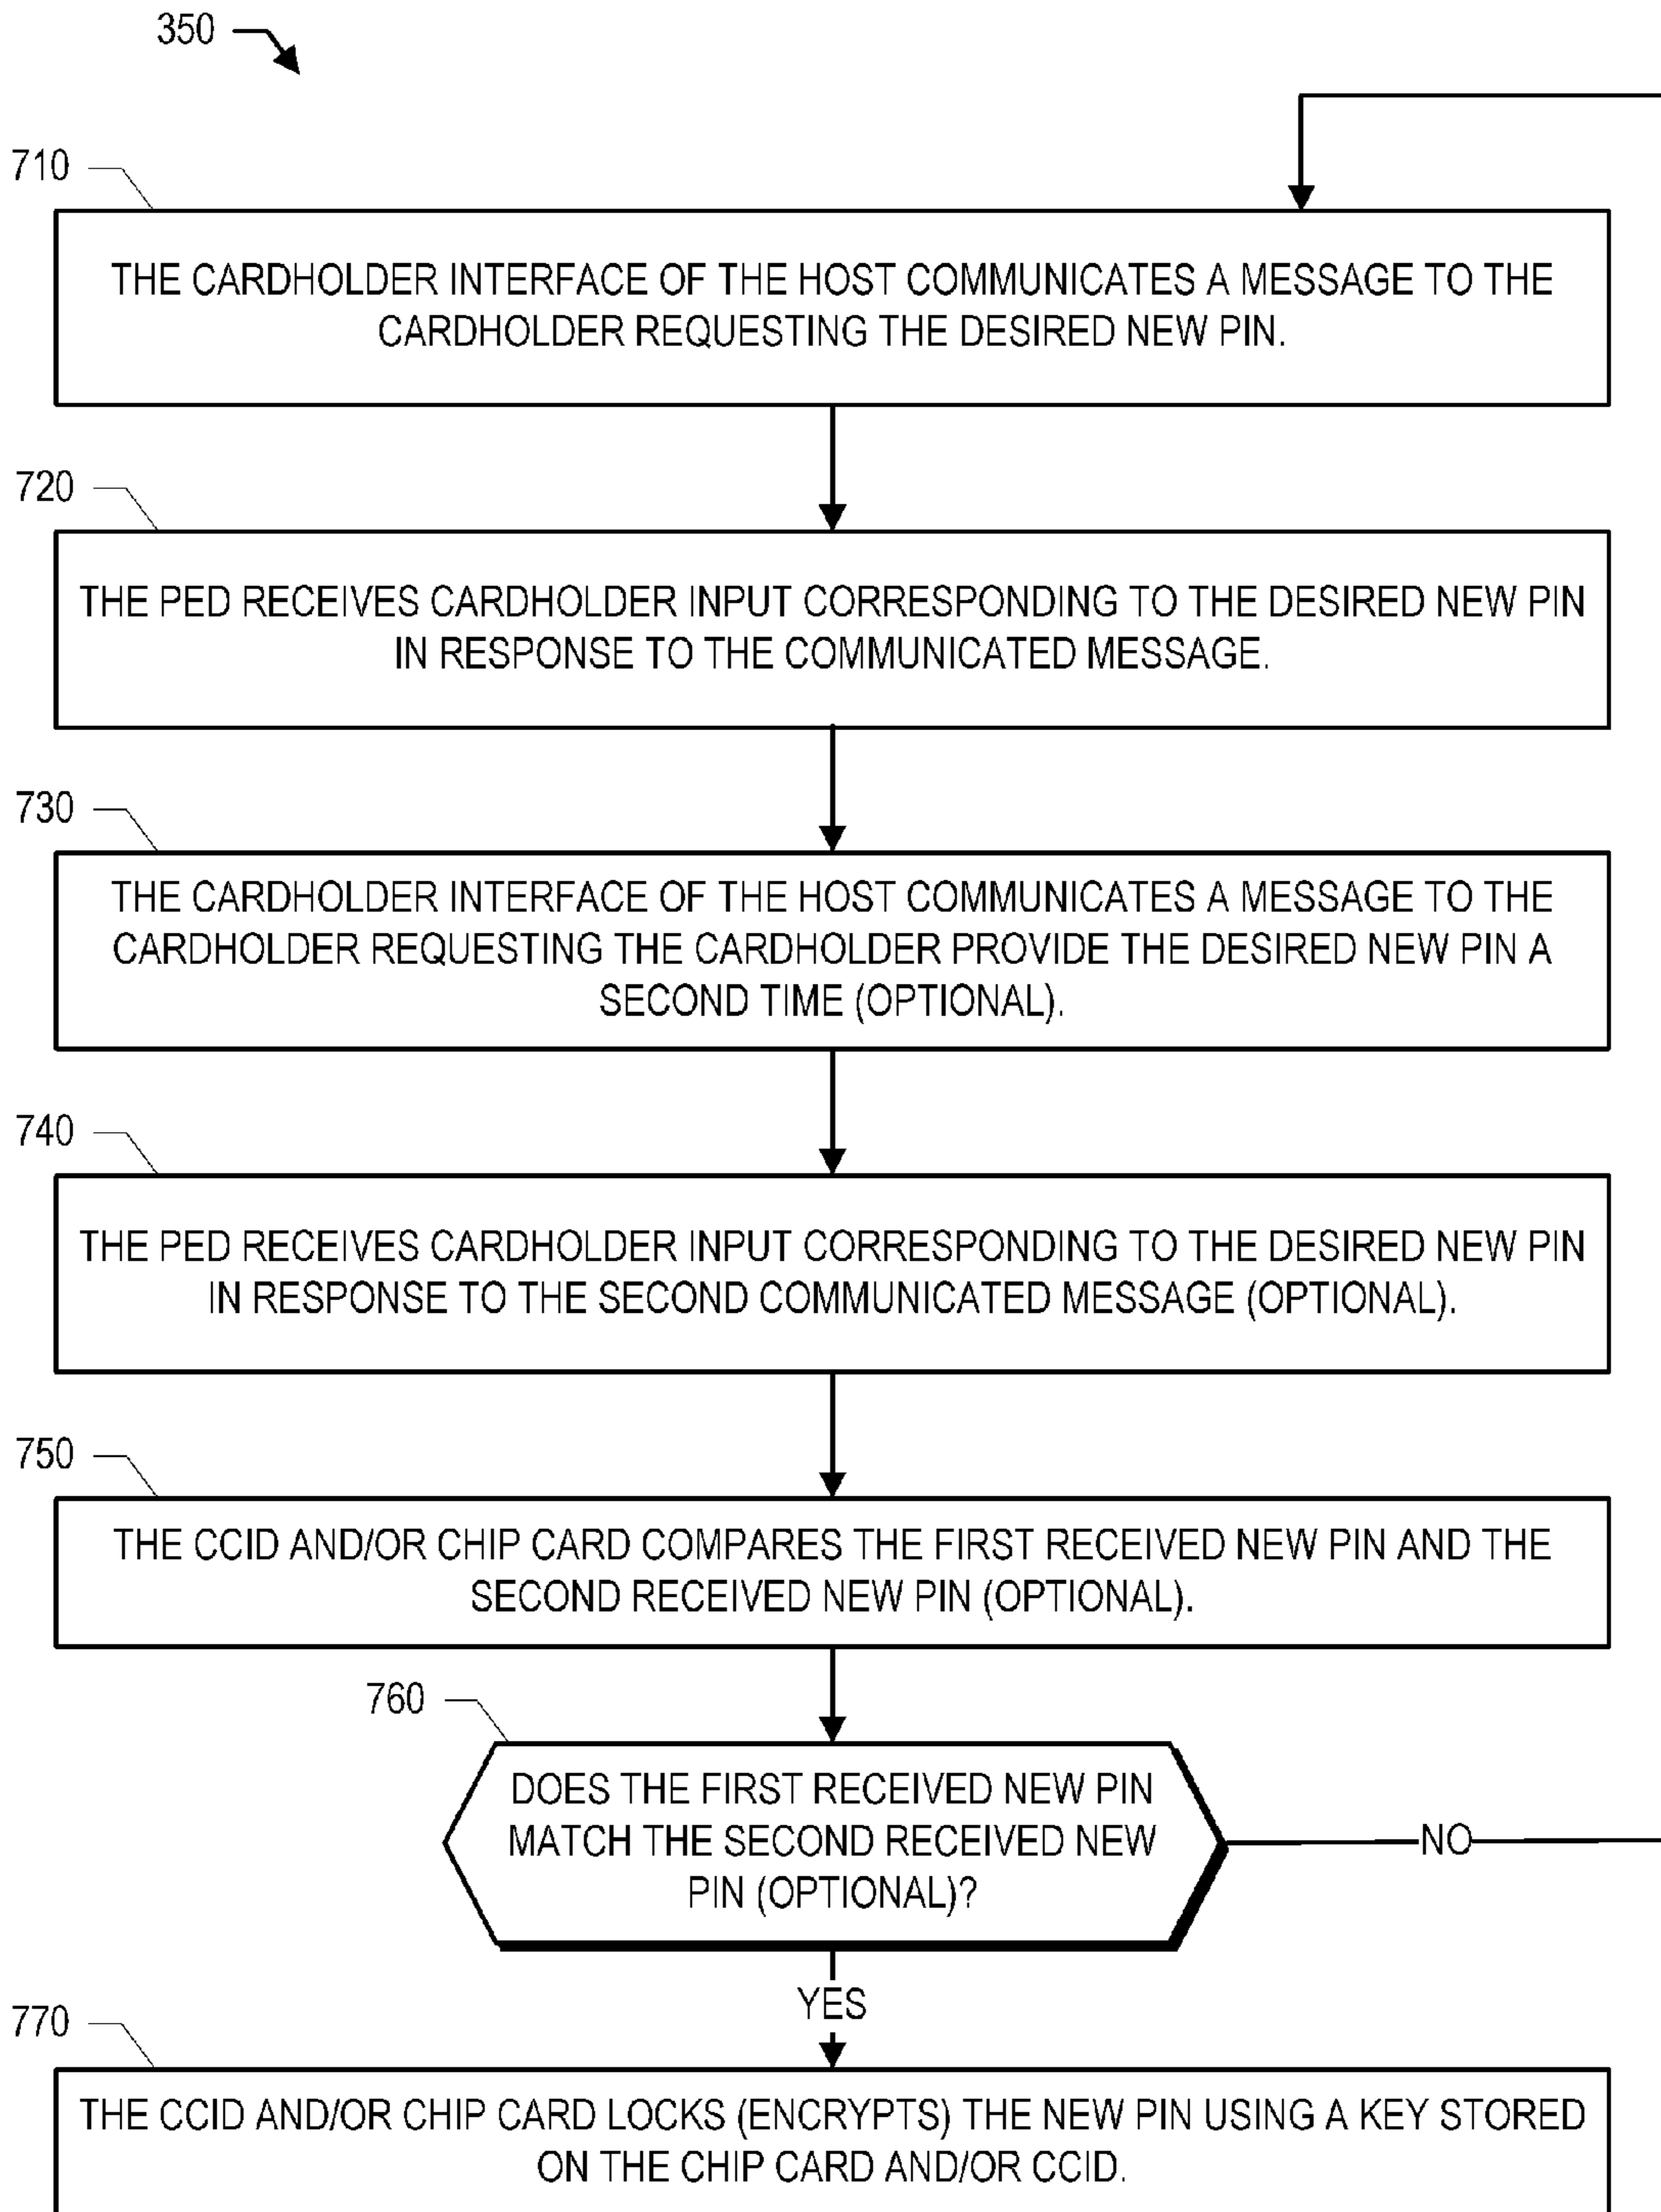 350
710
THE CARDHOLDER INTERFACE OF THE HOST COMMUNICATES A MESSAGE TO THE
CARDHOLDER REQUESTING THE DESIRED NEW PIN.
720
THE PED RECEIVES CARDHOLDER INPUT CORRESPONDING TO THE DESIRED NEW PIN
IN RESPONSE TO THE COMMUNICATED MESSAGE.
730
THE CARDHOLDER INTERFACE OF THE HOST COMMUNICATES A MESSAGE TO THE
CARDHOLDER REQUESTING THE CARDHOLDER PROVIDE THE DESIRED NEW PIN A
SECOND TIME (OPTIONAL).
740
THE PED RECEIVES CARDHOLDER INPUT CORRESPONDING TO THE DESIRED NEW PIN
IN RESPONSE TO THE SECOND COMMUNICATED MESSAGE (OPTIONAL).
750
THE CCID AND/OR CHIP CARD COMPARES THE FIRST RECEIVED NEW PIN AND THE
SECOND RECEIVED NEW PIN (OPTIONAL).
760
DOES THE FIRST RECEIVED NEW PIN
MATCH THE SECOND RECEIVED NEW
PIN (OPTIONAL)?
NO
YES
770
THE CCID AND/OR CHIP CARD LOCKS (ENCRYPTS) THE NEW PIN USING A KEY STORED
ON THE CHIP CARD AND/OR CCID.